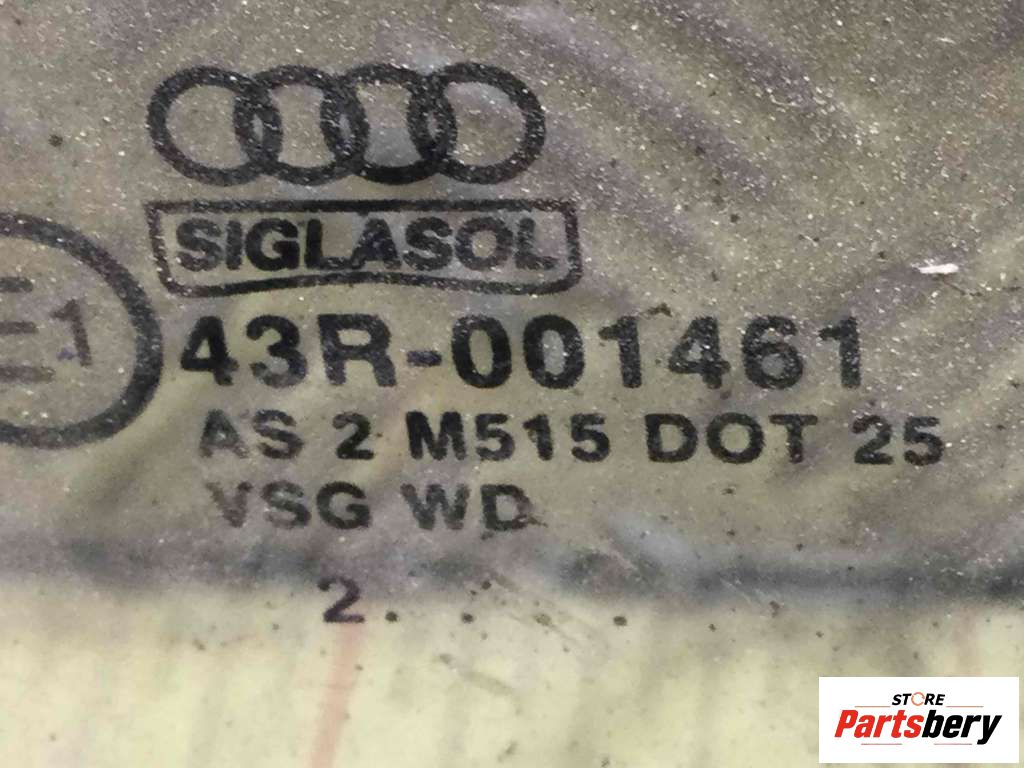 SIGLASOL
E1
43R-001461
AS 2 M515 DOT 25
VSG WD
2. . . .
STORE
Partsbery